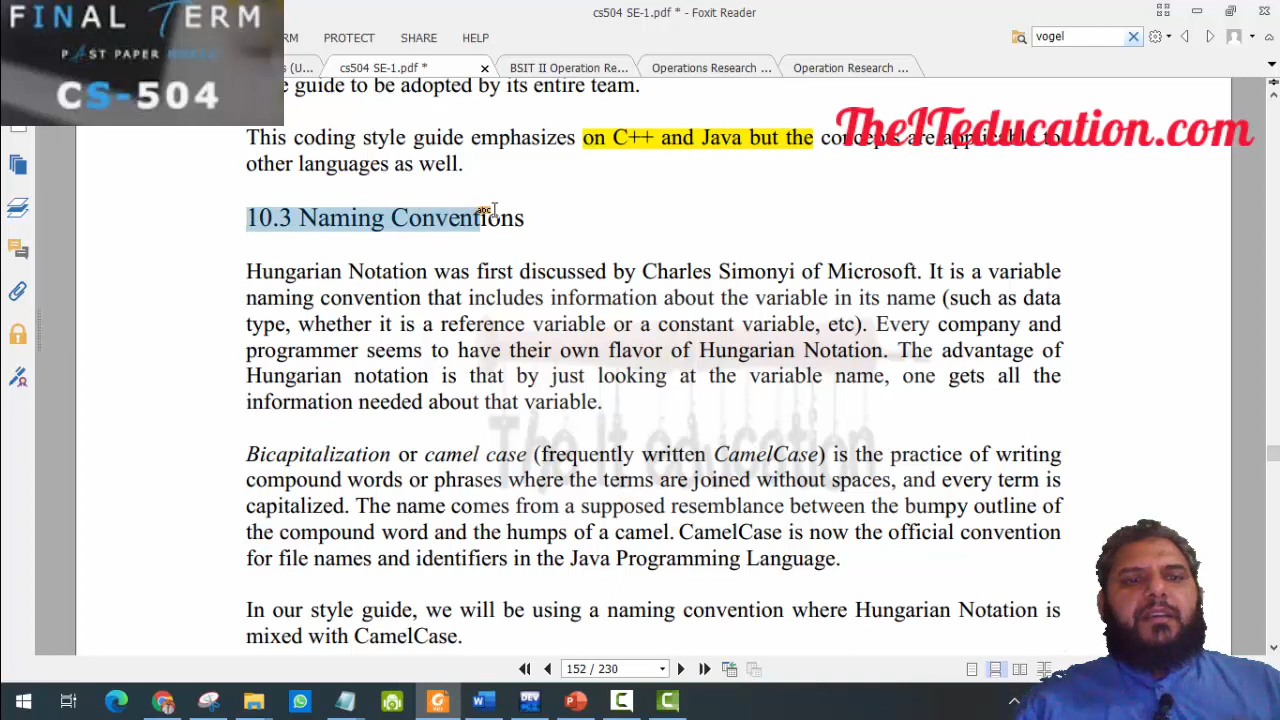 FINAL TERM
PAST PAPER
CS-504
cs504 SE-1.pdf * - Foxit Reader
RM PROTECT SHARE HELP
vogel
s (U... cs504 SE-1.pdf * BSIT II Operation Re... Operations Research ... Operation Research ...
guide to be adopted by its entire team.
TheITeducation.com
This coding style guide emphasizes on C++ and Java but the concepts are applicable to
other languages as well.
10.3 Naming Conventions
abc
Hungarian Notation was first discussed by Charles Simonyi of Microsoft. It is a variable
naming convention that includes information about the variable in its name (such as data
type, whether it is a reference variable or a constant variable, etc). Every company and
programmer seems to have their own flavor of Hungarian Notation. The advantage of
Hungarian notation is that by just looking at the variable name, one gets all the
information needed about that variable.
The It education
Bicapitalization or camel case (frequently written CamelCase) is the practice of writing
compound words or phrases where the terms are joined without spaces, and every term is
capitalized. The name comes from a supposed resemblance between the bumpy outline of
the compound word and the humps of a camel. CamelCase is now the official convention
for file names and identifiers in the Java Programming Language.
In our style guide, we will be using a naming convention where Hungarian Notation is
mixed with CamelCase.
152 / 230